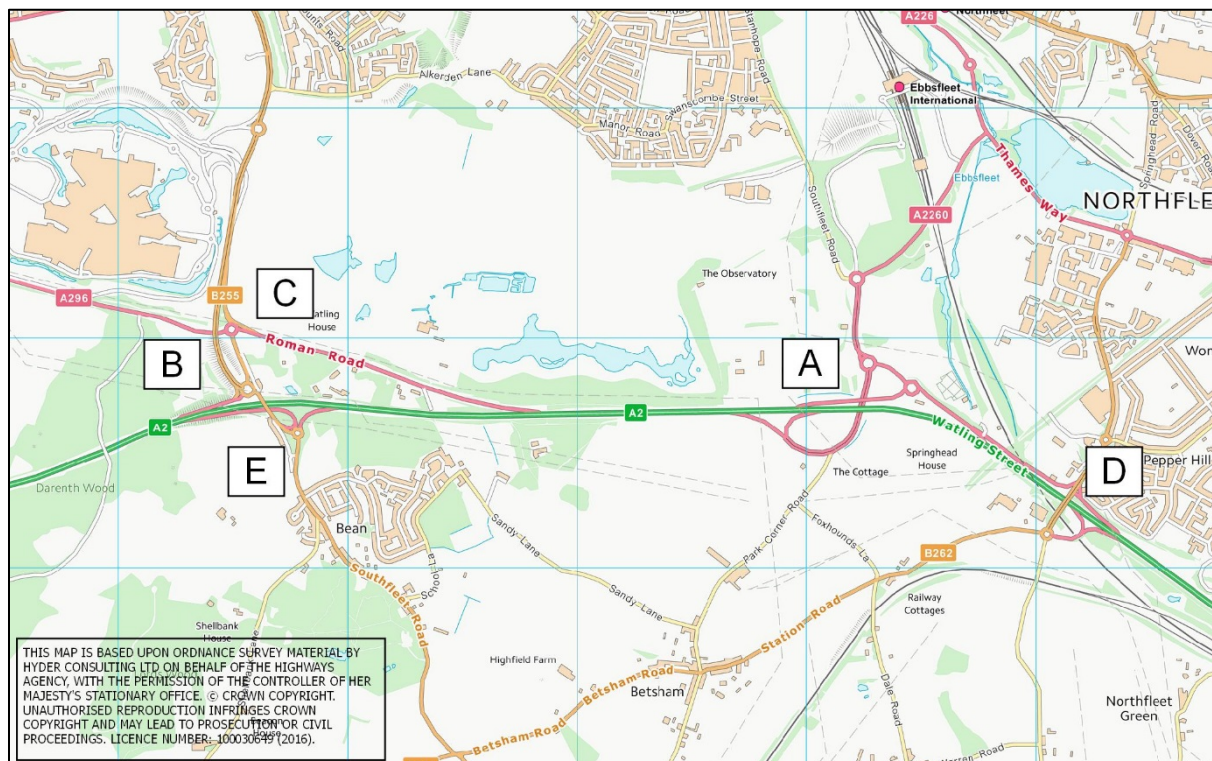 A226
Northfleet
Stanhope Road
Alkerden Lane
Swanscombe Street
Manor Road
Ebbsfleet
International
Springhead Road
Dover Road
Thames Way
Ebbsfleet
NORTHFLE
A2260
Southfleet Road
The Observatory
B255
A296
C
House
Roman Road
B
A
A2
A2
Watling Street
Springhead
House
The Cottage
Pepper Hill
D
E
Darenth Wood
Bean
Sandy Lane
Park Corner Road
Foxhounds La
B262
Southfleet Road
School La
Sandy Lane
Railway
Cottages
Shellbank
House
Station Road
Highfield Farm
Betsham Road
Betsham
Dale Road
Northfleet
Green
Betsham Road
THIS MAP IS BASED UPON ORDNANCE SURVEY MATERIAL BY
HYDER CONSULTING LTD ON BEHALF OF THE HIGHWAYS
AGENCY, WITH THE PERMISSION OF THE CONTROLLER OF HER
MAJESTY'S STATIONARY OFFICE. © CROWN COPYRIGHT.
UNAUTHORISED REPRODUCTION INFRINGES CROWN
COPYRIGHT AND MAY LEAD TO PROSECUTION OR CIVIL
PROCEEDINGS. LICENCE NUMBER: 100030649 (2016).